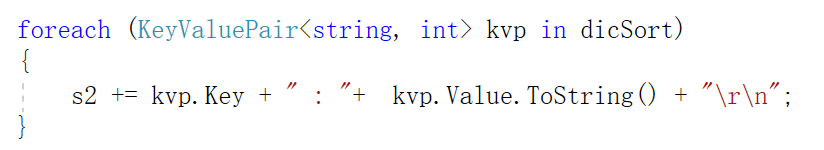 foreach (KeyValuePair<string, int> kvp in dicSort)
{
    s2 += kvp.Key + " : "+  kvp.Value.ToString() + "\r\n";
}